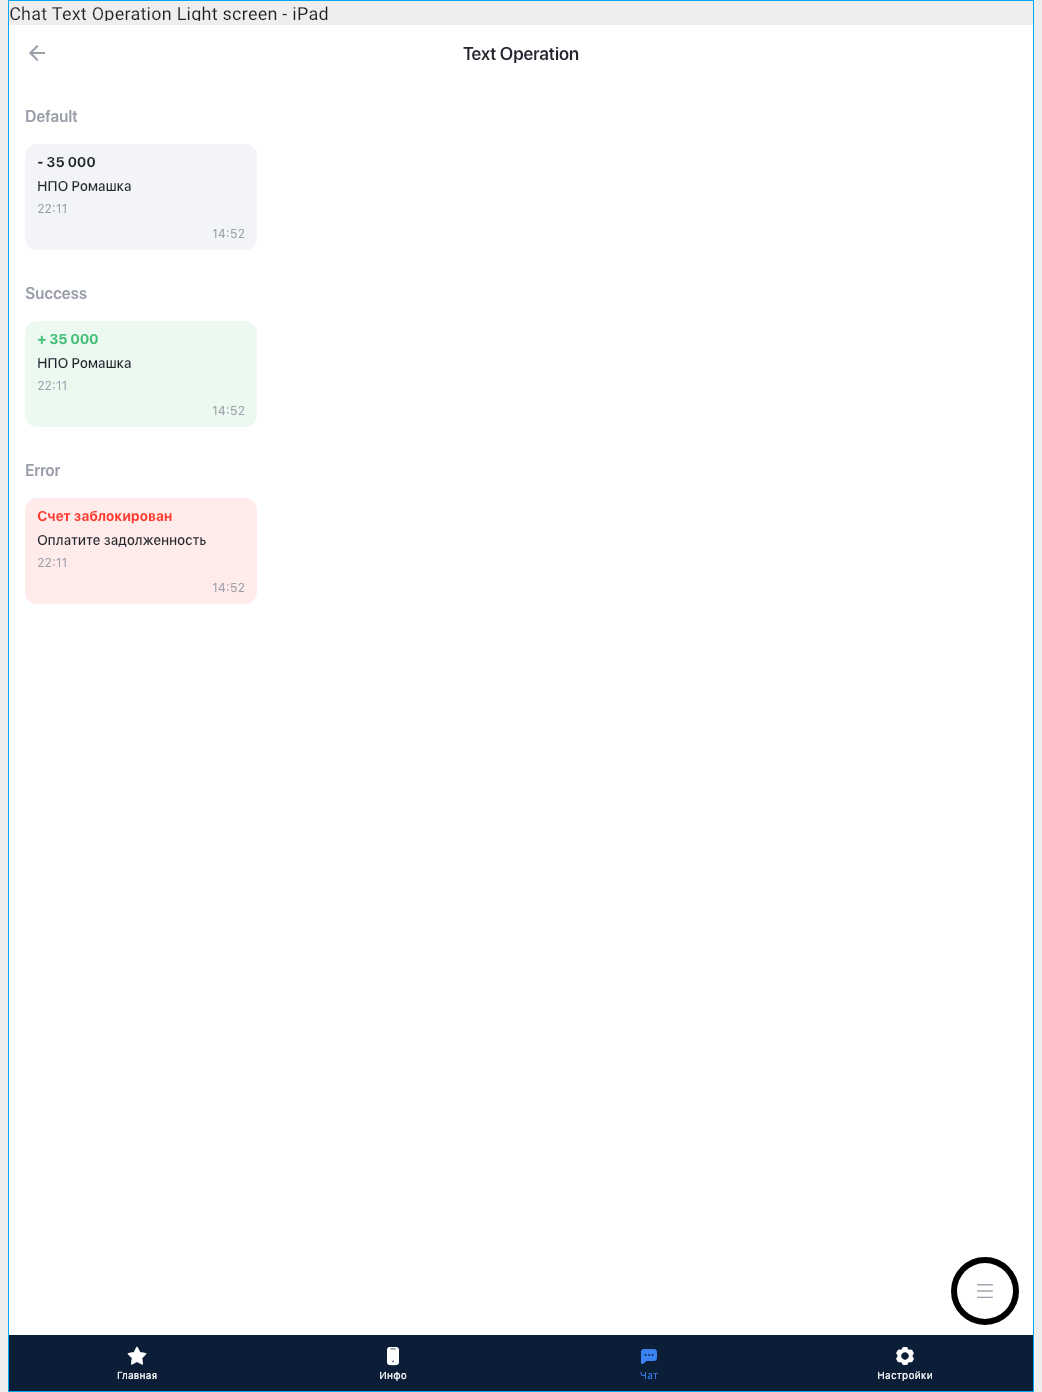 Chat Text Operation Light screen - iPad
Text Operation
Default
- 35 000
НПО Ромашка
22:11
14:52
Success
+ 35 000
НПО Ромашка
22:11
14:52
Error
Счет заблокирован
Оплатите задолженность
22:11
14:52
Главная
Инфо
Чат
Настройки